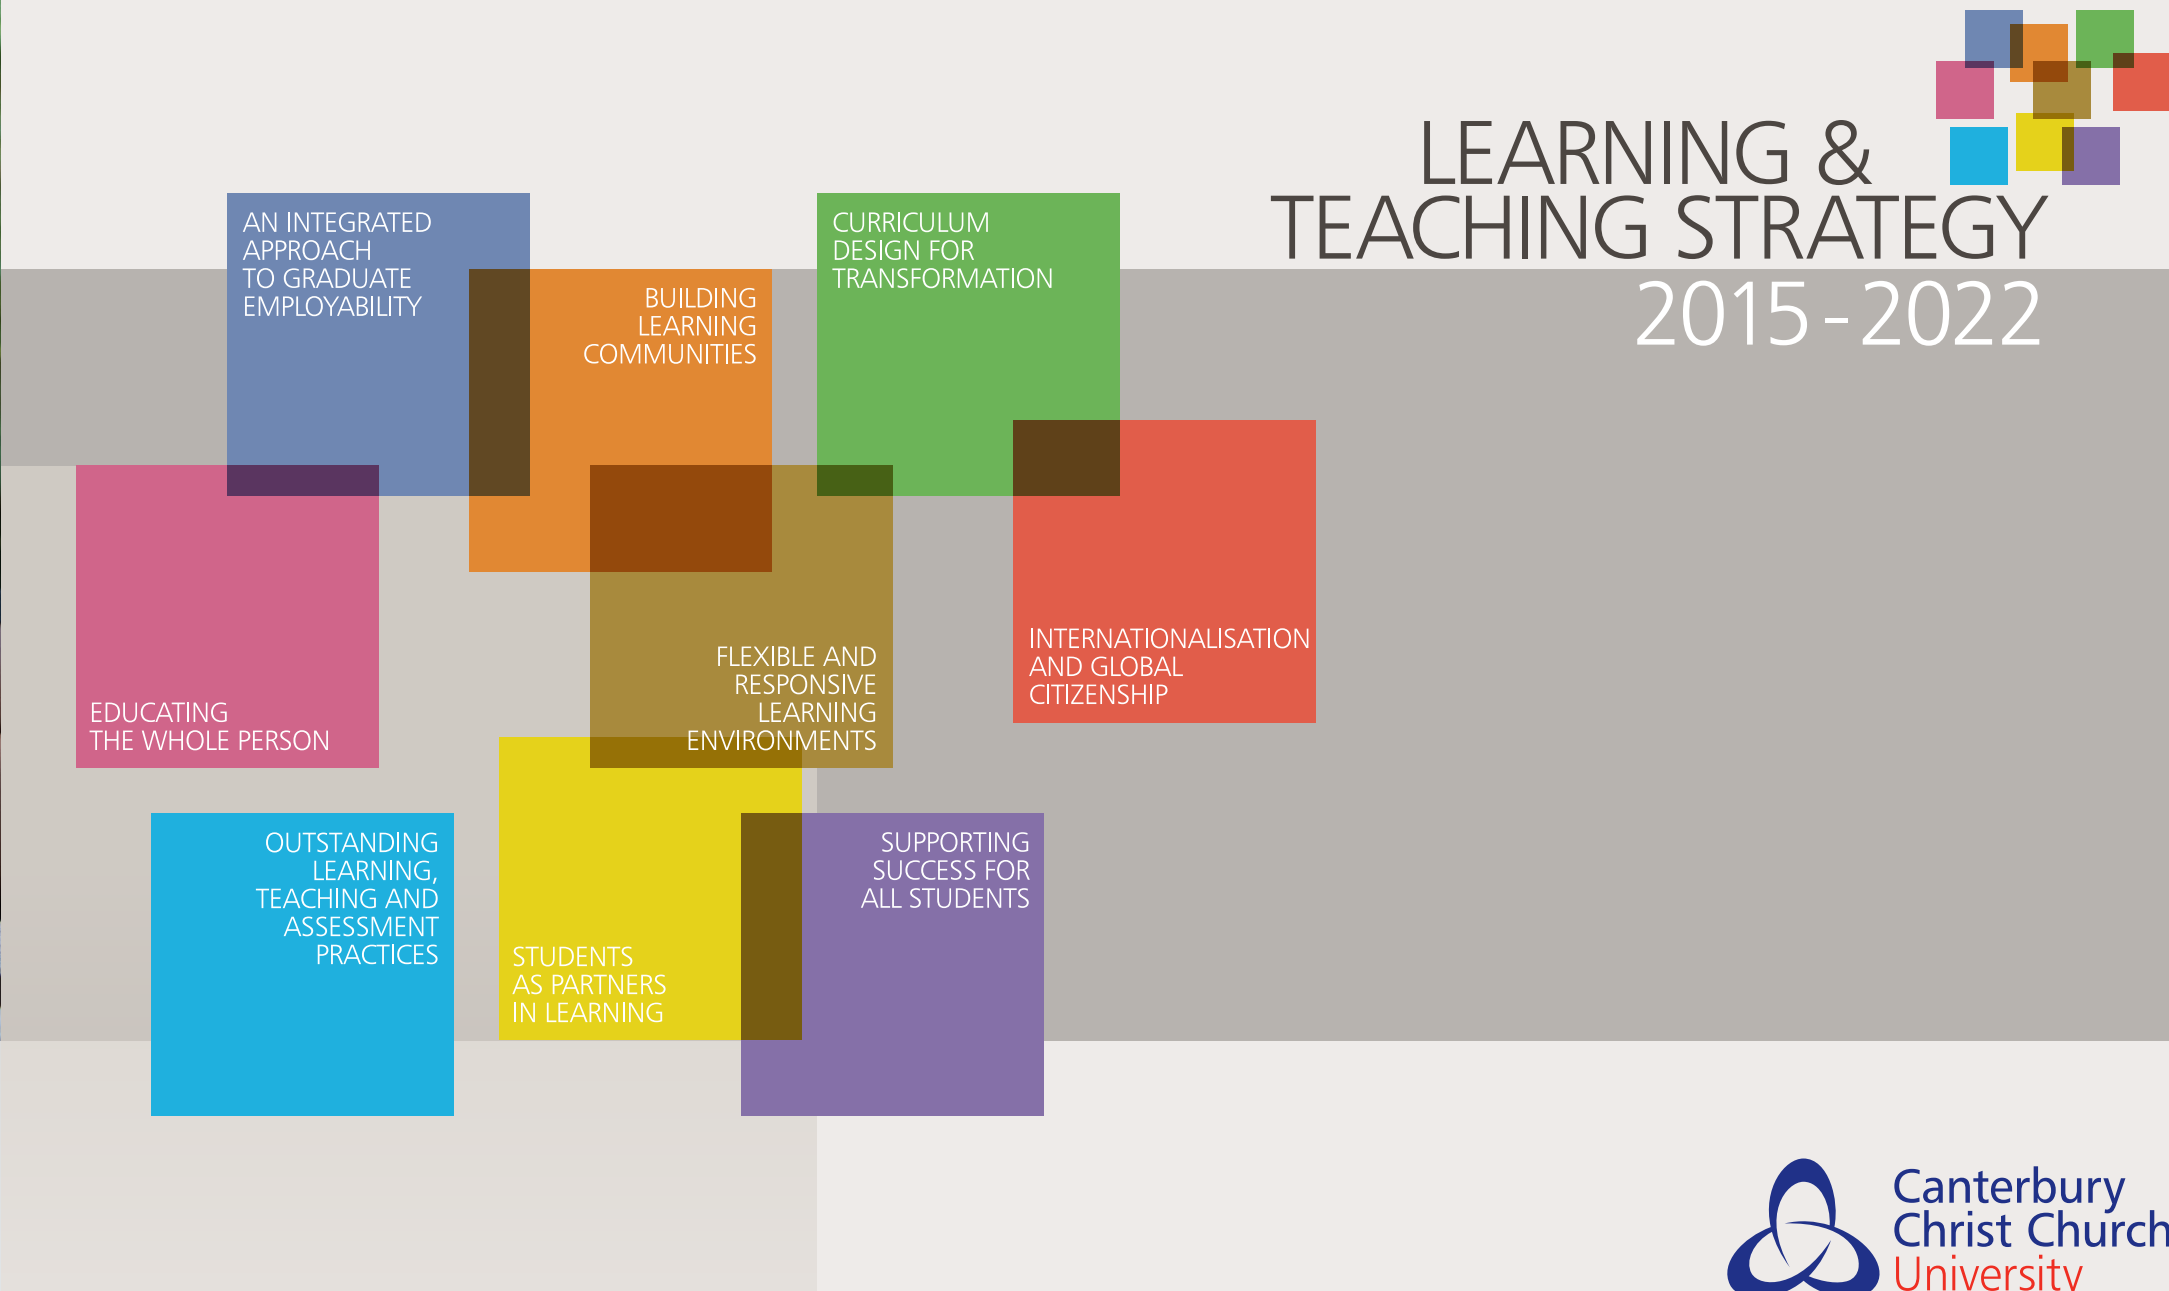 LEARNING &
TEACHING STRATEGY
2015-2022
AN INTEGRATED
APPROACH
TO GRADUATE
EMPLOYABILITY
BUILDING
LEARNING
COMMUNITIES
CURRICULUM
DESIGN FOR
TRANSFORMATION
EDUCATING
THE WHOLE PERSON
FLEXIBLE AND
RESPONSIVE
LEARNING
ENVIRONMENTS
INTERNATIONALISATION
AND GLOBAL
CITIZENSHIP
OUTSTANDING
LEARNING,
TEACHING AND
ASSESSMENT
PRACTICES
STUDENTS
AS PARTNERS
IN LEARNING
SUPPORTING
SUCCESS FOR
ALL STUDENTS
Canterbury
Christ Church
University